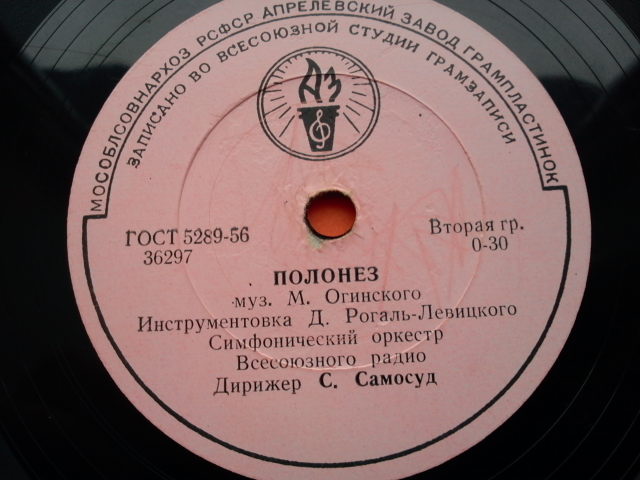 МОСОБЛСОВНАРХОЗ РСФСР АПРЕЛЕВСКИЙ ЗАВОД ГРАМПЛАСТИНОК
ЗАПИСАНО ВО ВСЕСОЮЗНОЙ СТУДИИ ГРАМЗАПИСИ
АЗ
ГОСТ 5289-56
36297
Вторая гр.
0-30
ПОЛОНЕЗ
муз. М. Огинского
Инструментовка Д. Рогаль-Левицкого
Симфонический оркестр
Всесоюзного радио
Дирижер С. Самосуд